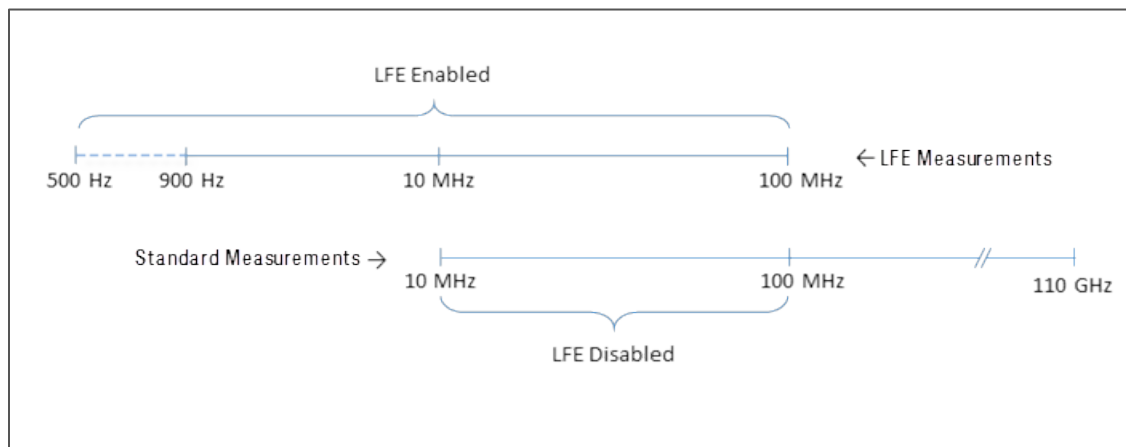 LFE Enabled
500 Hz 900 Hz 10 MHz 100 MHz ← LFE Measurements
Standard Measurements →
10 MHz 100 MHz 110 GHz
LFE Disabled